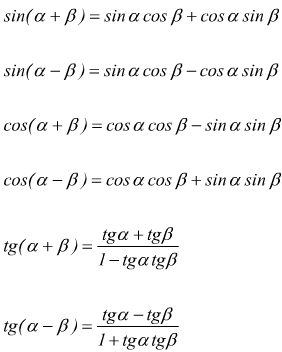 sin(α + β) = sin α cos β + cos α sin β
sin(α − β) = sin α cos β − cos α sin β
cos(α + β) = cos α cos β − sin α sin β
cos(α − β) = cos α cos β + sin α sin β
tg(α + β) = (tgα + tgβ) / (1 − tgα tgβ)
tg(α − β) = (tgα − tgβ) / (1 + tgα tgβ)